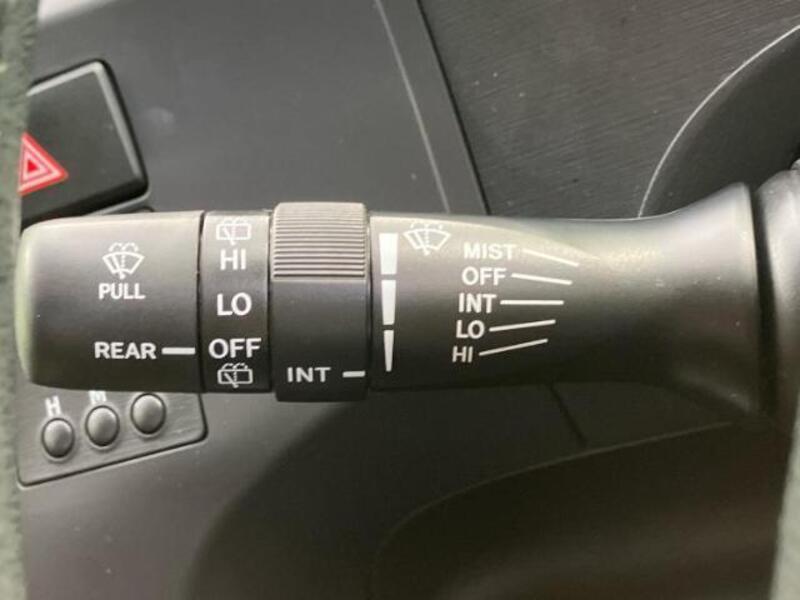 PULL
REAR
HI
LO
OFF
INT
MIST
OFF
INT
LO
HI
H M